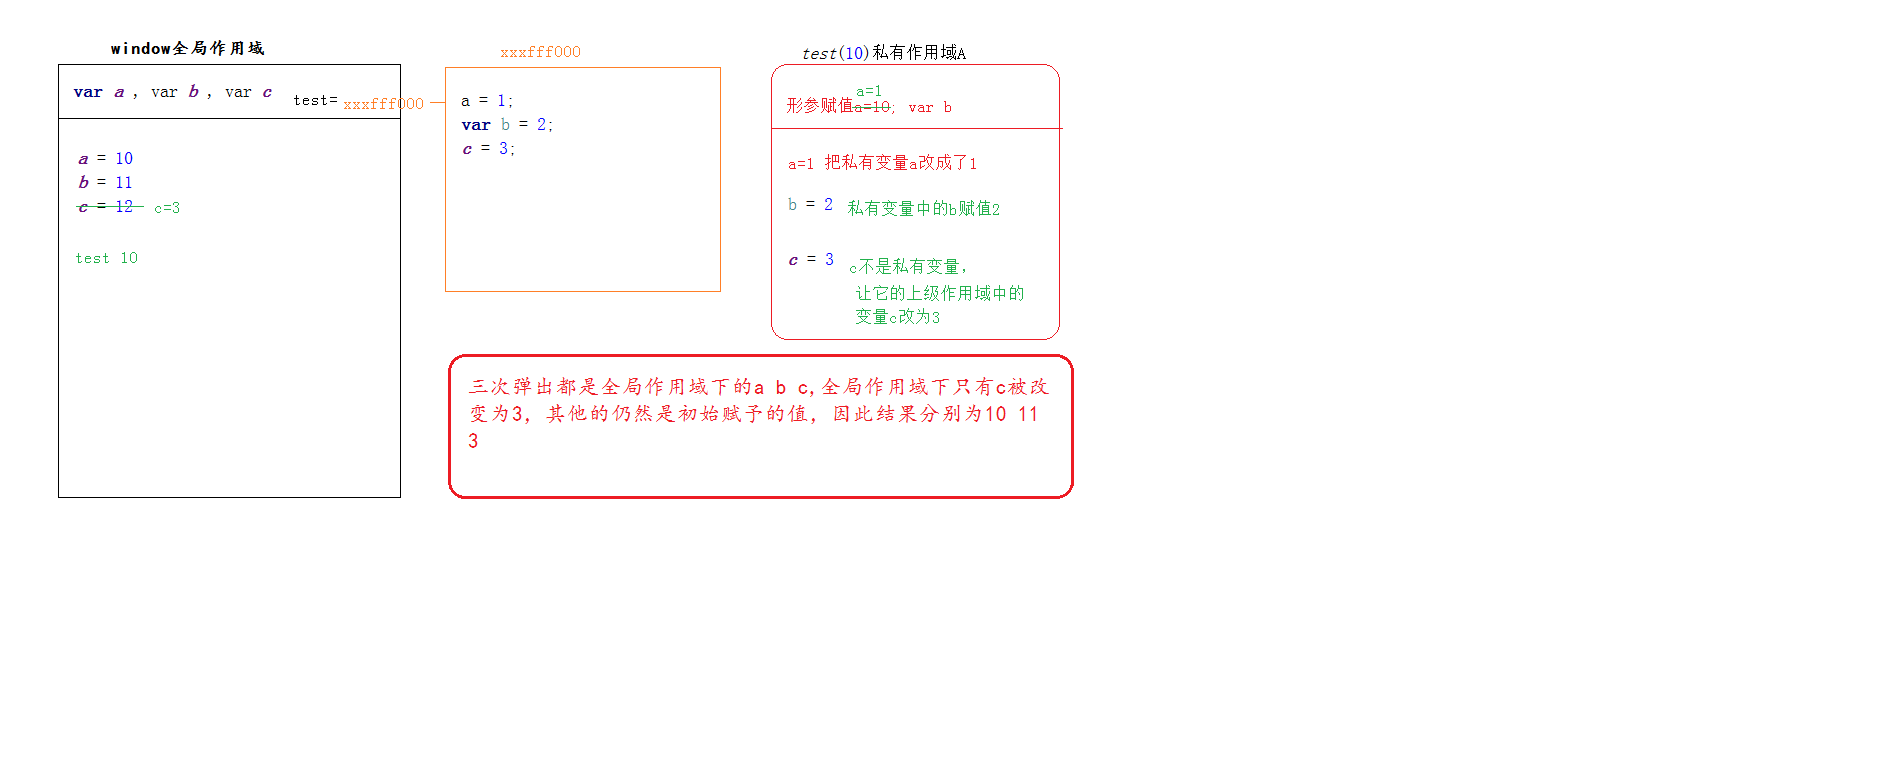 window全局作用域
var a , var b , var c
test= xxxfff000
a = 10
b = 11
c = 12 c=3
test 10
xxxfff000
a = 1;
var b = 2;
c = 3;
test(10)私有作用域A
a=1
形参赋值a=10; var b
a=1 把私有变量a改成了1
b = 2 私有变量中的b赋值2
c = 3 c不是私有变量，
让它的上级作用域中的
变量c改为3
三次弹出都是全局作用域下的a b c,全局作用域下只有c被改
变为3，其他的仍然是初始赋予的值，因此结果分别为10 11
3